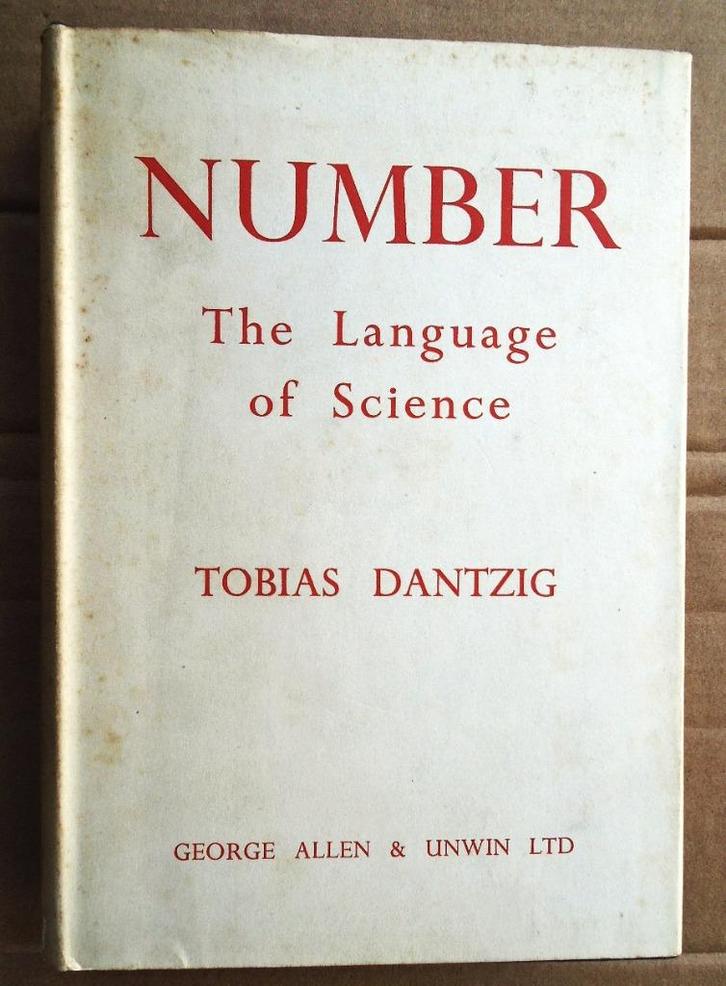 NUMBER
The Language
of Science
TOBIAS DANTZIG
GEORGE ALLEN & UNWIN LTD